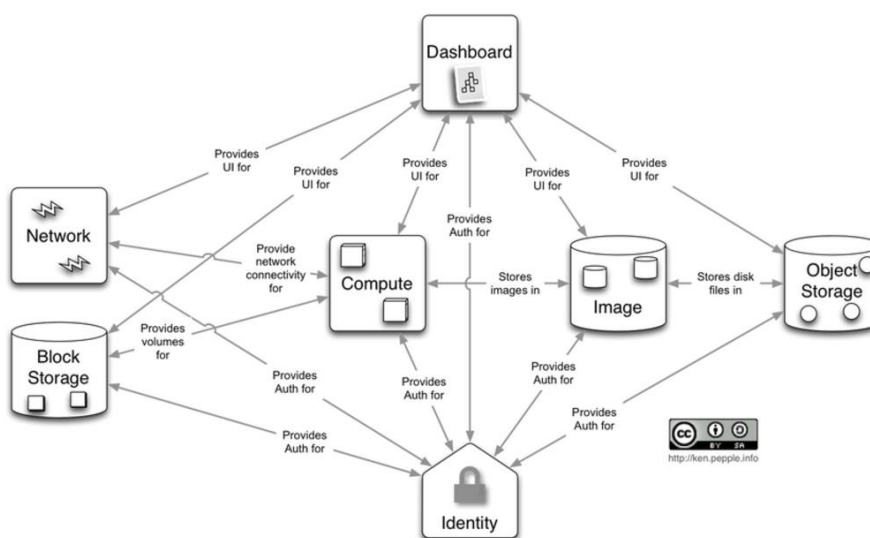 Dashboard
Provides
UI for
Provides
UI for
Provides
UI for
Provides
UI for
Provides
UI for
Provides
Auth for
Network
Provide
network
connectivity
for
Compute
Stores
images in
Image
Stores disk
files in
Object
Storage
Block
Storage
Provides
volumes
for
Provides
Auth for
Provides
Auth for
Provides
Auth for
Provides
Auth for
Provides
Auth for
Identity
CC
BY SA
http://ken.pepple.info